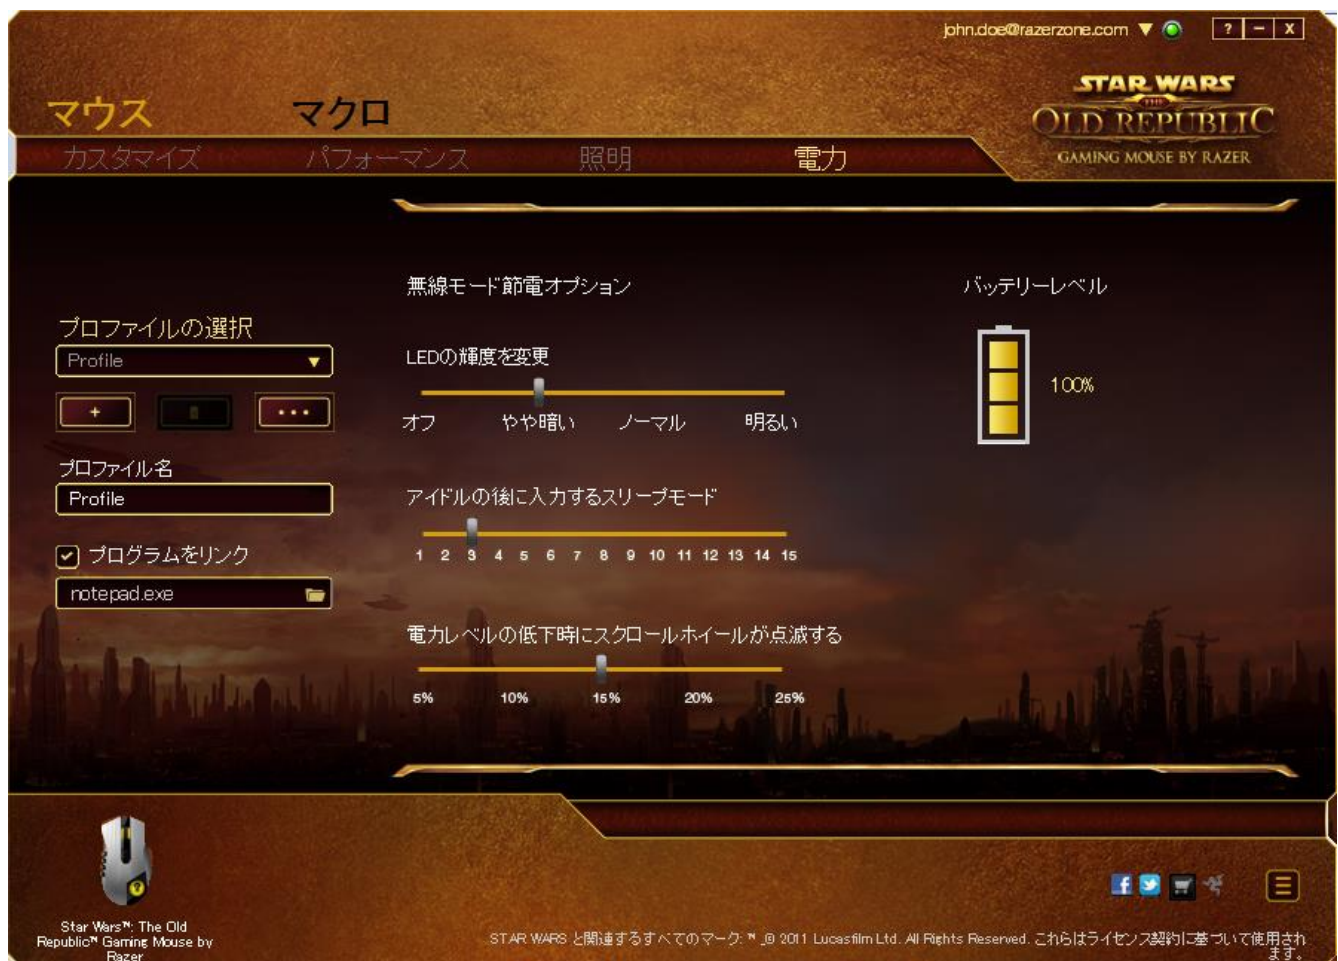 john.doe@razerzone.com
? - X
STAR WARS
THE
OLD REPUBLIC
GAMING MOUSE BY RAZER
マウス マクロ
カスタマイズ パフォーマンス 照明 電力
無線モード節電オプション
バッテリーレベル
プロファイルの選択
Profile
LEDの輝度を変更
100%
+ ...
オフ やや暗い ノーマル 明るい
プロファイル名
Profile
アイドルの後に入力するスリープモード
1 2 3 4 5 6 7 8 9 10 11 12 13 14 15
プログラムをリンク
notepad.exe
電力レベルの低下時にスクロールホイールが点滅する
5% 10% 15% 20% 25%
Star Wars™: The Old
Republic™ Gaming Mouse by
Razer
STAR WARS と関連するすべてのマーク: ™ _@ 2011 Lucasfilm Ltd. All Rights Reserved. これらはライセンス契約に基づいて使用され
ます。